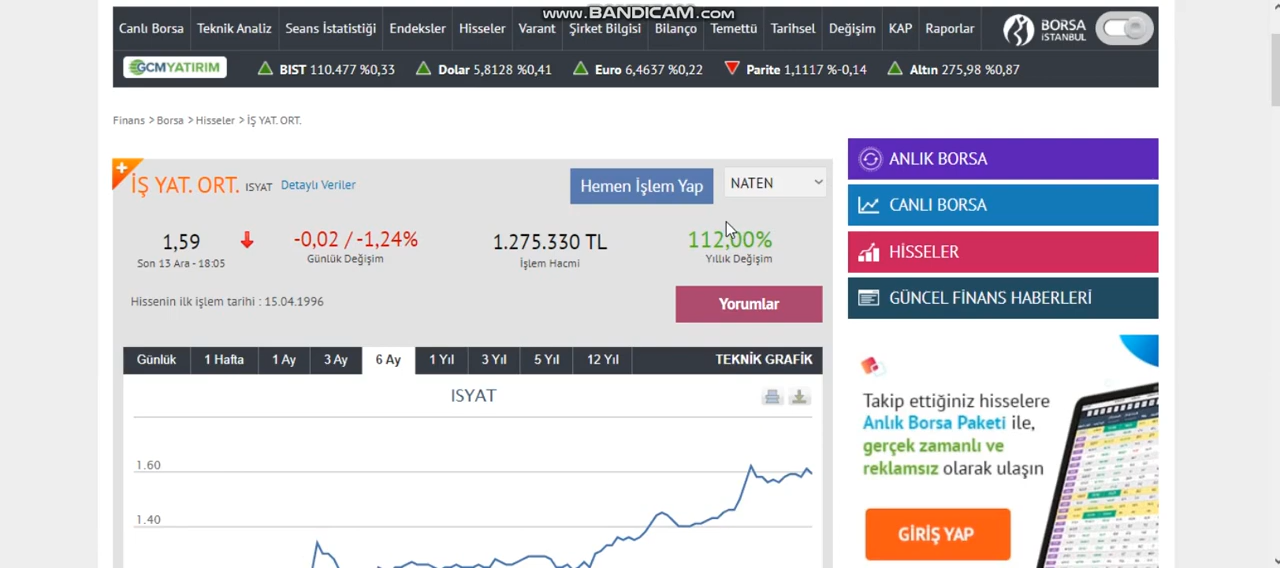 www.BANDICAM.com
Canlı Borsa Teknik Analiz Seans İstatistiği Endeksler Hisseler Varant Şirket Bilgisi Bilanço Temettü Tarihsel Değişim KAP Raporlar BORSA İSTANBUL
GCMYATIRIM BIST 110.477 %0,33 Dolar 5,8128 %0,41 Euro 6,4637 %0,22 Parite 1,1117 %-0,14 Altın 275,98 %0,87
Finans > Borsa > Hisseler > İŞ YAT. ORT.
İŞ YAT. ORT. ISYAT Detaylı Veriler Hemen İşlem Yap NATEN
1,59 -0,02 / -1,24% 1.275.330 TL 112,00%
Son 13 Ara - 18:05 Günlük Değişim İşlem Hacmi Yıllık Değişim
Hissenin ilk işlem tarihi : 15.04.1996
Yorumlar
Günlük 1 Hafta 1 Ay 3 Ay 6 Ay 1 Yıl 3 Yıl 5 Yıl 12 Yıl TEKNİK GRAFİK
ISYAT
1.60
1.40
ANLIK BORSA
CANLI BORSA
HİSSELER
GÜNCEL FİNANS HABERLERİ
Takip ettiğiniz hisselere
Anlık Borsa Paketi ile,
gerçek zamanlı ve
reklamsız olarak ulaşın
GİRİŞ YAP